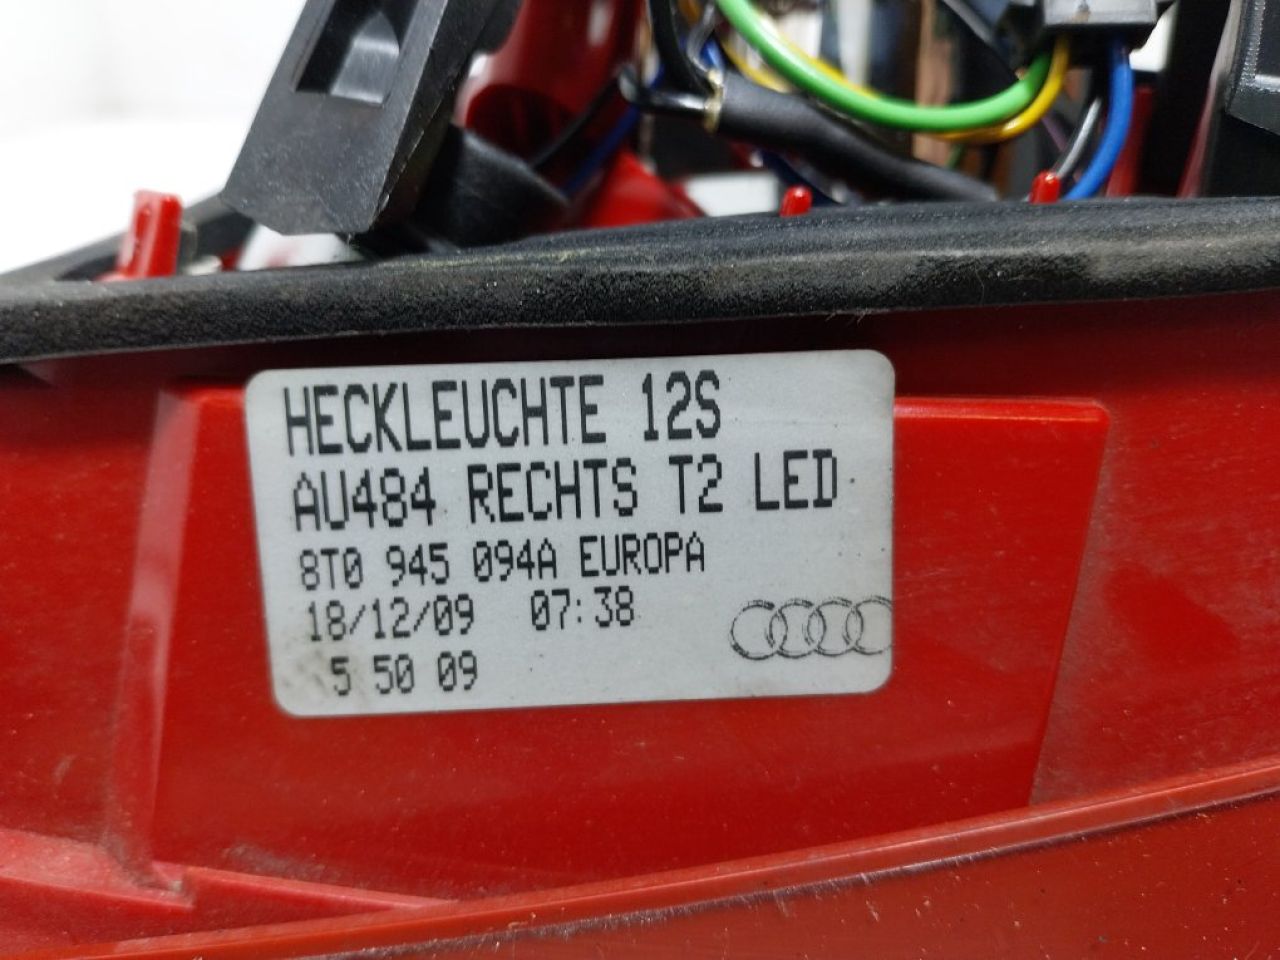 HECKLEUCHTE 12S
AU484 RECHTS T2 LED
8T0 945 094A EUROPA
18/12/09 07:38
5 50 09